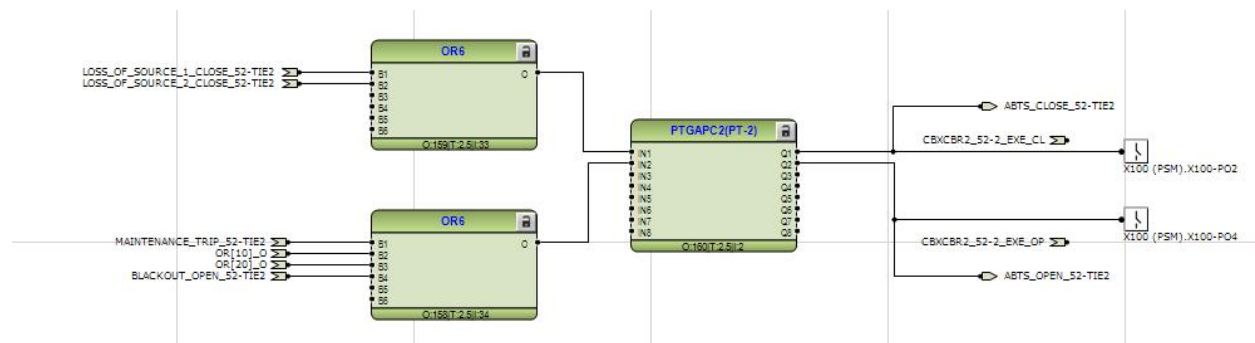 OR6
LOSS_OF_SOURCE_1_CLOSE_52-TIE2
LOSS_OF_SOURCE_2_CLOSE_52-TIE2
B1
B2
B3
B4
B5
B6
O
O:159|T:2.5|I:33
OR6
MAINTENANCE_TRIP_52-TIE2
OR[10]_O
OR[20]_O
BLACKOUT_OPEN_52-TIE2
B1
B2
B3
B4
B5
B6
O
O:158|T:2.5|I:34
PTGAPC2(PT-2)
IN1
IN2
IN3
IN4
IN5
IN6
IN7
IN8
Q1
Q2
Q3
Q4
Q5
Q6
Q7
Q8
O:160|T:2.5|I:2
ABTS_CLOSE_52-TIE2
CBXCBR2_52-2_EXE_CL
X100 (PSM).X100-PO2
X100 (PSM).X100-PO4
CBXCBR2_52-2_EXE_OP
ABTS_OPEN_52-TIE2